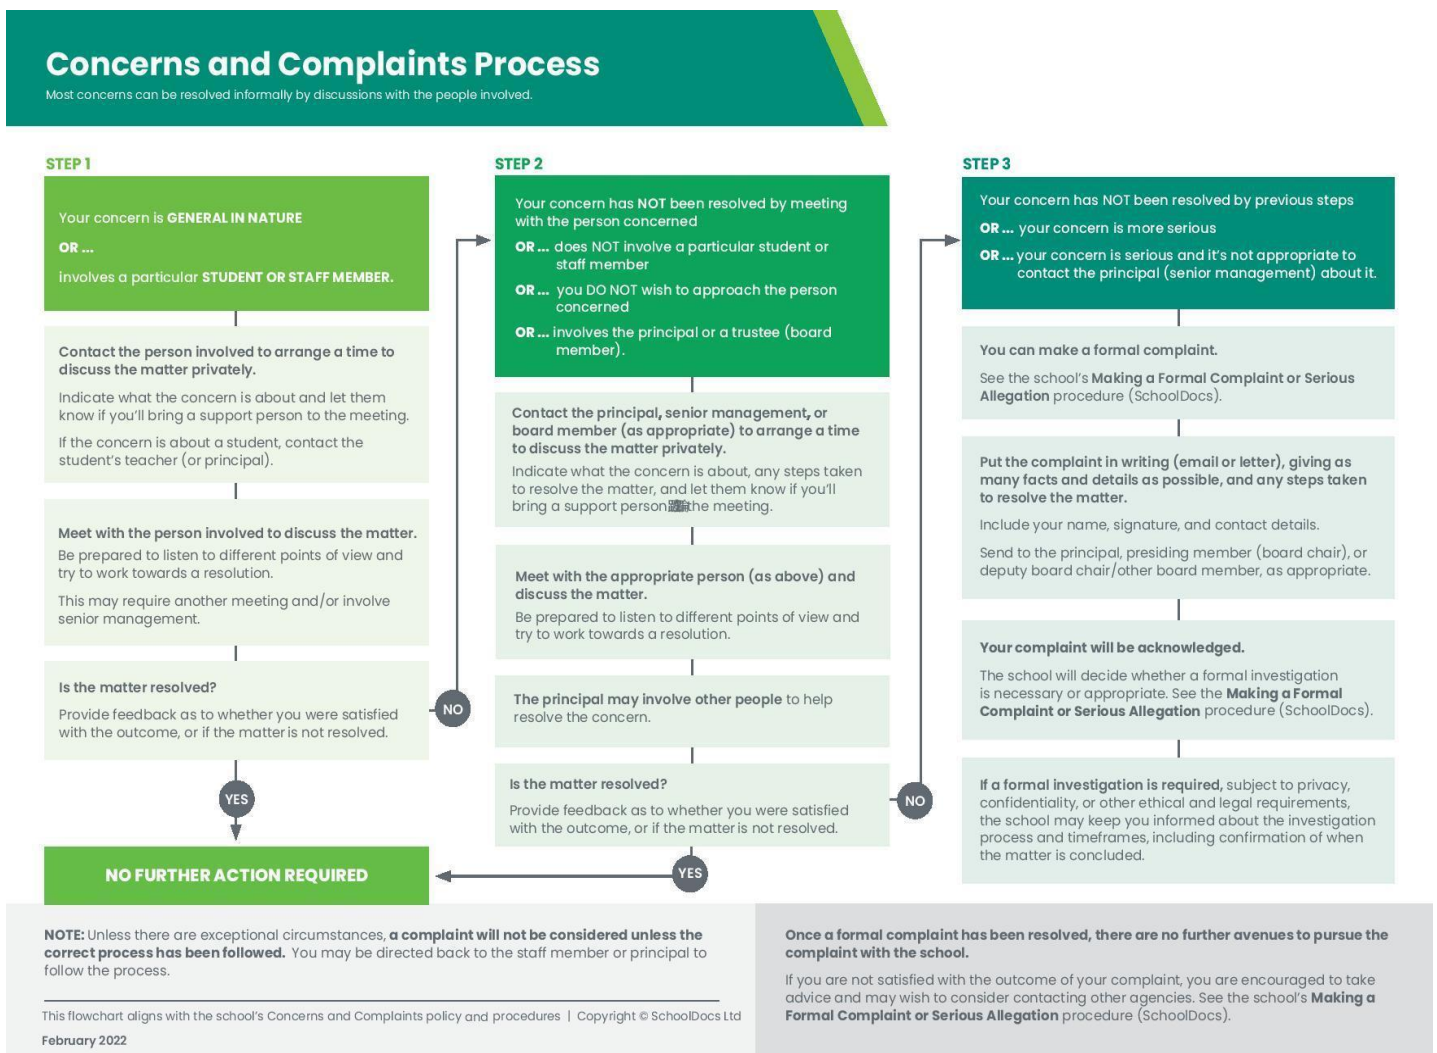 Concerns and Complaints Process
Most concerns can be resolved informally by discussions with the people involved.
STEP 1
Your concern is GENERAL IN NATURE
OR ...
involves a particular STUDENT OR STAFF MEMBER.
Contact the person involved to arrange a time to
discuss the matter privately.
Indicate what the concern is about and let them
know if you'll bring a support person to the meeting.
If the concern is about a student, contact the
student's teacher (or principal).
Meet with the person involved to discuss the matter.
Be prepared to listen to different points of view and
try to work towards a resolution.
This may require another meeting and/or involve
senior management.
Is the matter resolved?
Provide feedback as to whether you were satisfied
with the outcome, or if the matter is not resolved.
NO
YES
NO FURTHER ACTION REQUIRED
STEP 2
Your concern has NOT been resolved by meeting
with the person concerned
OR ... does NOT involve a particular student or
staff member
OR ... you DO NOT wish to approach the person
concerned
OR ... involves the principal or a trustee (board
member).
Contact the principal, senior management, or
board member (as appropriate) to arrange a time
to discuss the matter privately.
Indicate what the concern is about, any steps taken
to resolve the matter, and let them know if you'll
bring a support person the meeting.
Meet with the appropriate person (as above) and
discuss the matter.
Be prepared to listen to different points of view and
try to work towards a resolution.
The principal may involve other people to help
resolve the concern.
Is the matter resolved?
Provide feedback as to whether you were satisfied
with the outcome, or if the matter is not resolved.
NO
YES
STEP 3
Your concern has NOT been resolved by previous steps
OR ... your concern is more serious
OR ... your concern is serious and it's not appropriate to
contact the principal (senior management) about it.
You can make a formal complaint.
See the school's Making a Formal Complaint or Serious
Allegation procedure (SchoolDocs).
Put the complaint in writing (email or letter), giving as
many facts and details as possible, and any steps taken
to resolve the matter.
Include your name, signature, and contact details.
Send to the principal, presiding member (board chair), or
deputy board chair/other board member, as appropriate.
Your complaint will be acknowledged.
The school will decide whether a formal investigation
is necessary or appropriate. See the Making a Formal
Complaint or Serious Allegation procedure (SchoolDocs).
If a formal investigation is required, subject to privacy,
confidentiality, or other ethical and legal requirements,
the school may keep you informed about the investigation
process and timeframes, including confirmation of when
the matter is concluded.
NOTE: Unless there are exceptional circumstances, a complaint will not be considered unless the
correct process has been followed. You may be directed back to the staff member or principal to
follow the process.
This flowchart aligns with the school's Concerns and Complaints policy and procedures | Copyright © SchoolDocs Ltd
February 2022
Once a formal complaint has been resolved, there are no further avenues to pursue the
complaint with the school.
If you are not satisfied with the outcome of your complaint, you are encouraged to take
advice and may wish to consider contacting other agencies. See the school's Making a
Formal Complaint or Serious Allegation procedure (SchoolDocs).